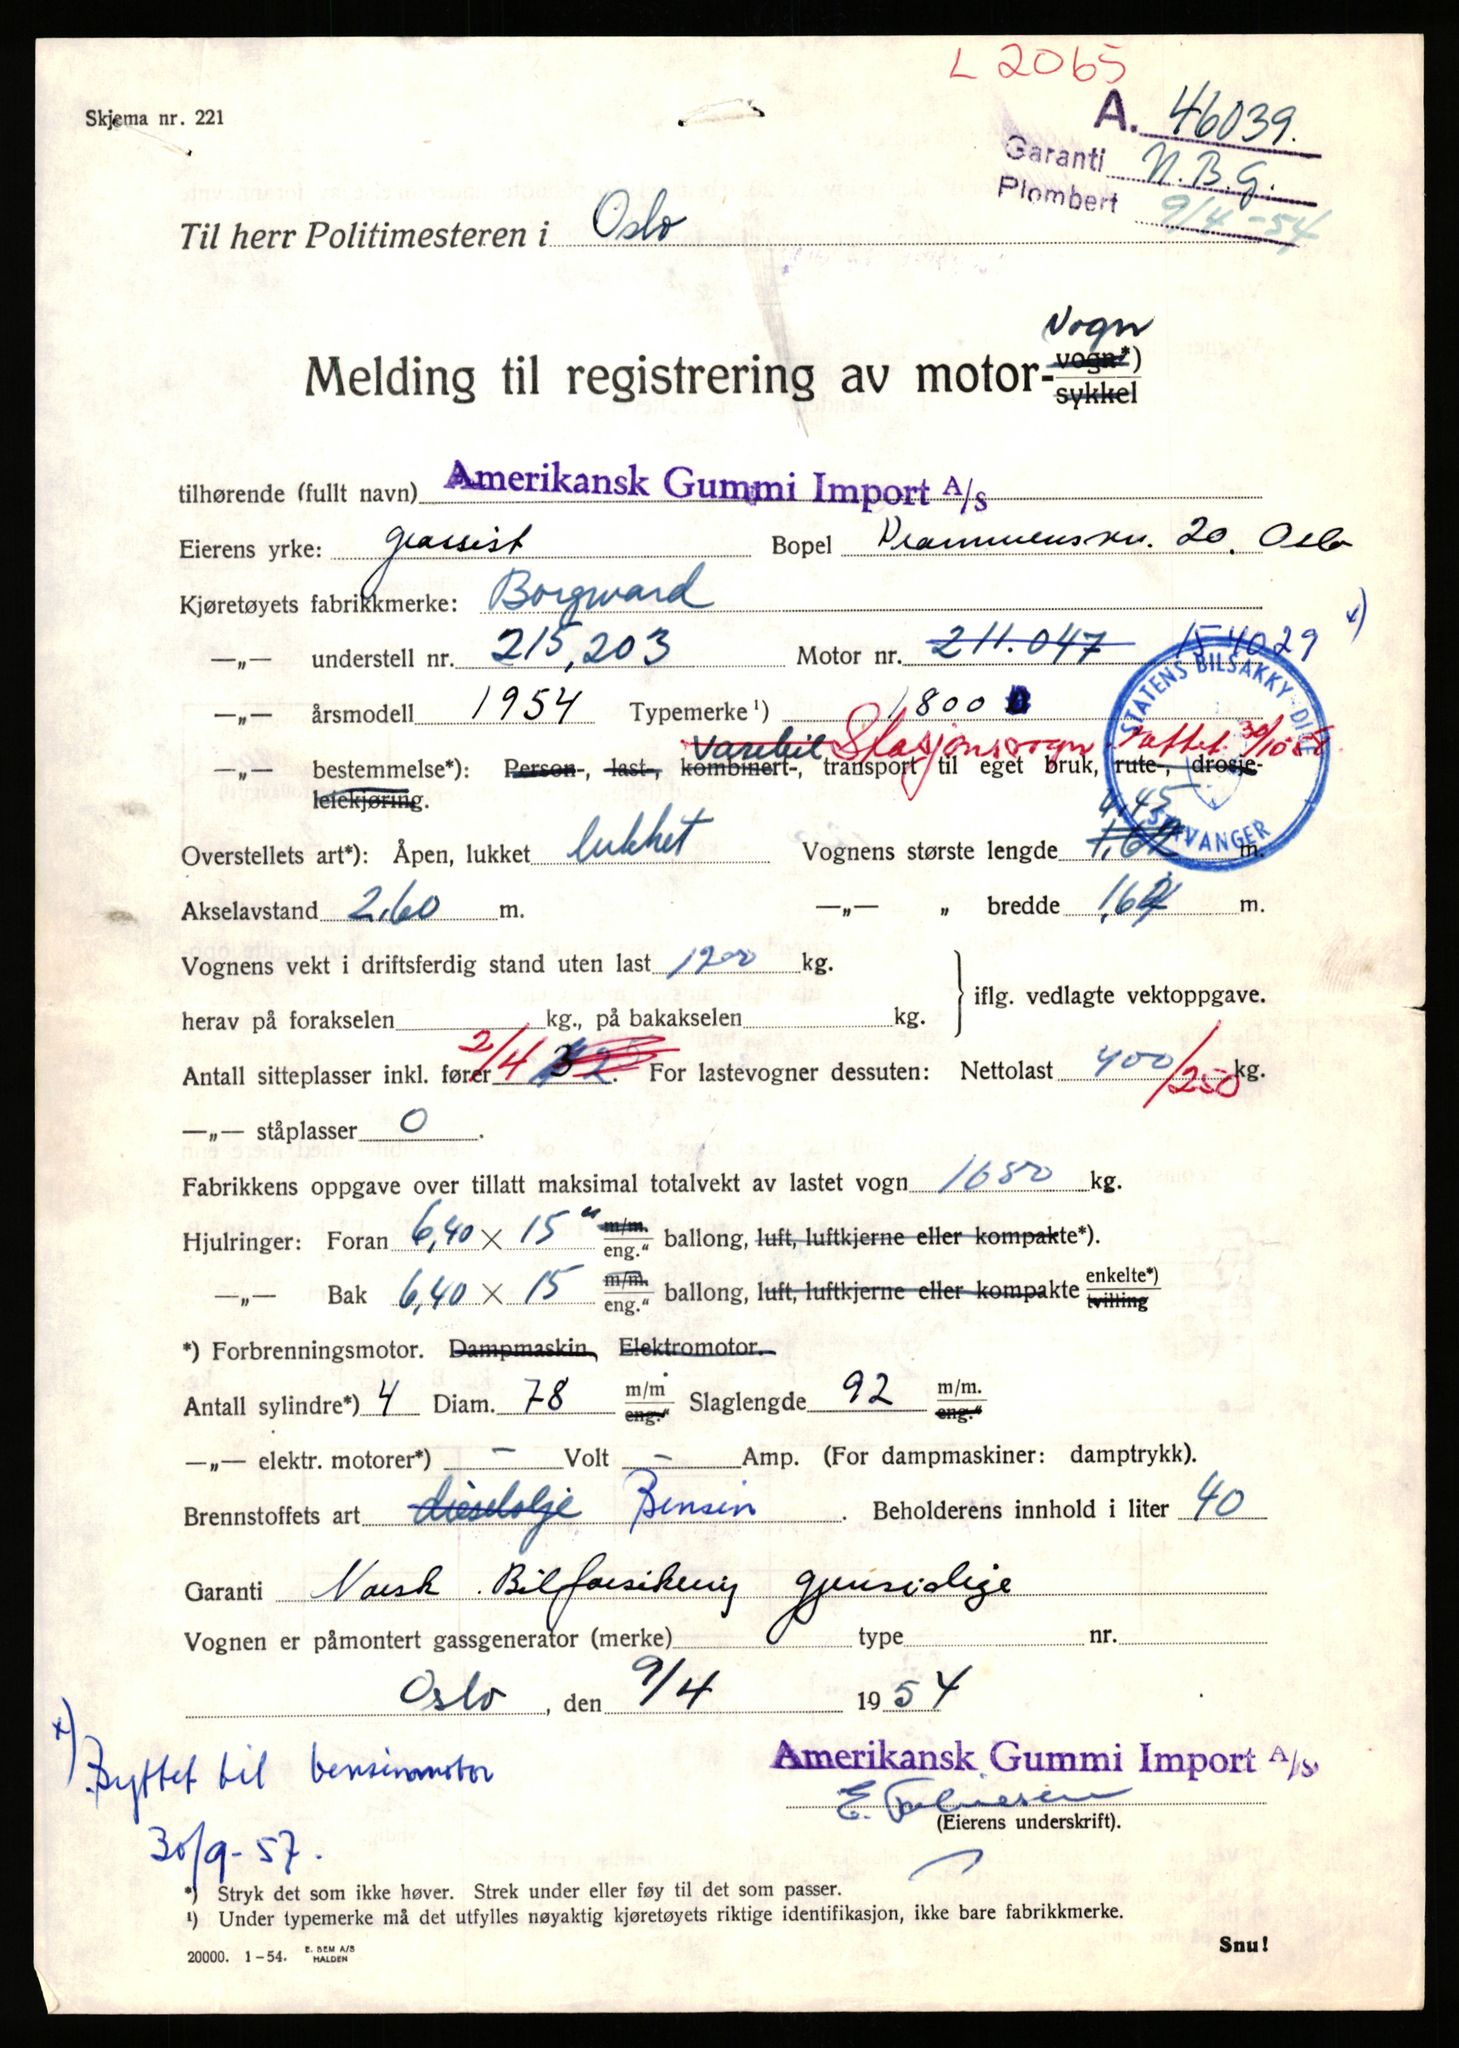 L 2065
Skjema nr. 221
A. 46039.
Garanti N.B.G.
Plombert 9/4-54
Til herr Politimesteren i Oslo
Vogn
Melding til registrering av motor- vogn*)
sykkel
tilhørende (fullt navn) Amerikansk Gummi Import A/S
Eierens yrke: grossist Bopel Drammensvn. 20. Oslo
Kjøretøyets fabrikkmerke: Borgward
—„— understell nr. 215,203 Motor nr. 211.047 154029 x)
—„— årsmodell 1954 Typemerke¹) 1800
Varebil Stasjonsvogn. rattet 30/10-58
—„— bestemmelse*): Person-, last-, kombinert-, transport til eget bruk, rute-, drosje-
leiekjøring.
STATENS BILSAKKYNDIGE STAVANGER
4,45
Overstellets art*): Åpen, lukket lukket Vognens største lengde 1,62 m.
Akselavstand 2,60 m. —„— „ bredde 1,62 m.
Vognens vekt i driftsferdig stand uten last 1200 kg.
iflg. vedlagte vektoppgave.
herav på forakselen kg., på bakakselen kg.
Antall sitteplasser inkl. fører 2/4 3 2. For lastevogner dessuten: Nettolast 400/250 kg.
—„— ståplasser 0.
Fabrikkens oppgave over tillatt maksimal totalvekt av lastet vogn 1680 kg.
Hjulringer: Foran 6,40 × 15" m/m. eng." ballong, luft, luftkjerne eller kompakte*).
—„— Bak 6,40 × 15 m/m. eng." ballong, luft, luftkjerne eller kompakte enkelte*) tvilling
*) Forbrenningsmotor. Dampmaskin, Elektromotor.
Antall sylindre*) 4 Diam. 78 m/m eng." Slaglengde 92 m/m. eng."
—„— elektr. motorer*) – Volt – Amp. (For dampmaskiner: damptrykk).
Brennstoffets art dieselolje Bensin. Beholderens innhold i liter 40
Garanti Norsk Bilforsikring gjensidige
Vognen er påmontert gassgenerator (merke) type nr.
Oslo, den 9/4 1954
x) Byttet til bensinmotor
30/9-57.
Amerikansk Gummi Import A/S
(Eierens underskrift).
*) Stryk det som ikke høver. Strek under eller føy til det som passer.
¹) Under typemerke må det utfylles nøyaktig kjøretøyets riktige identifikasjon, ikke bare fabrikkmerke.
20000. 1-54. E. SEM A/S HALDEN
Snu!